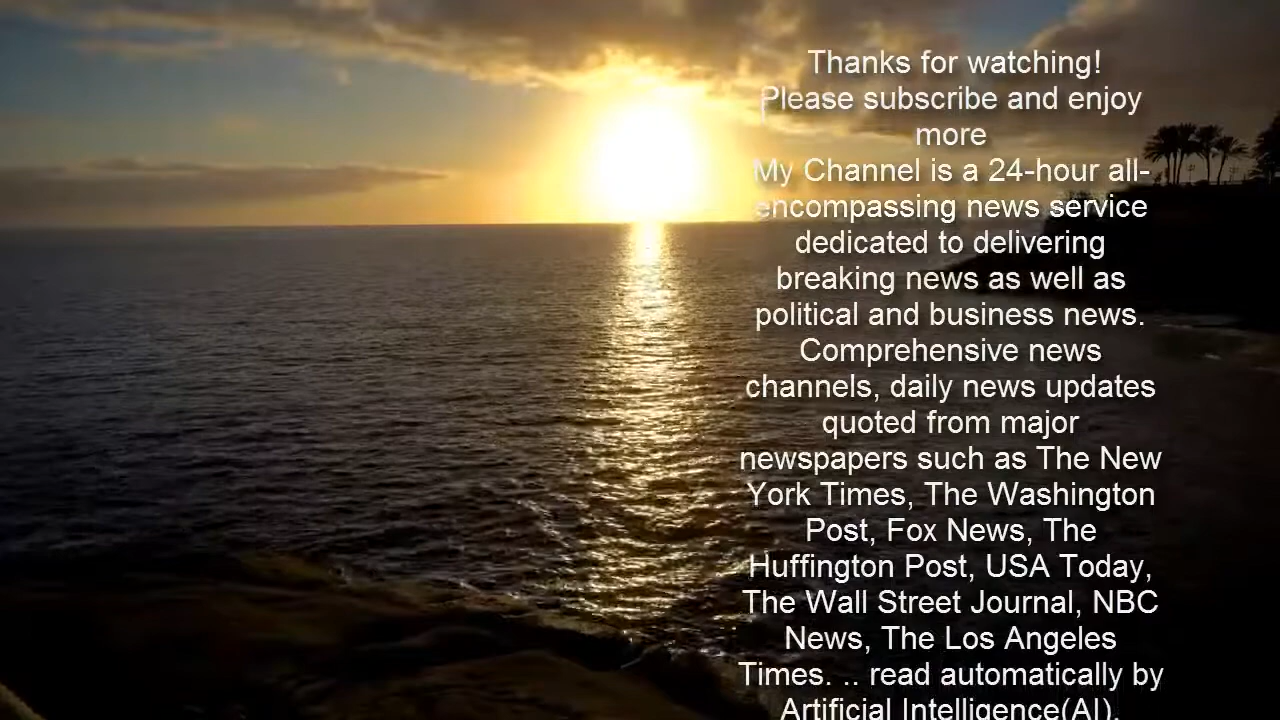 Thanks for watching!
Please subscribe and enjoy
more
My Channel is a 24-hour all-
encompassing news service
dedicated to delivering
breaking news as well as
political and business news.
Comprehensive news
channels, daily news updates
quoted from major
newspapers such as The New
York Times, The Washington
Post, Fox News, The
Huffington Post, USA Today,
The Wall Street Journal, NBC
News, The Los Angeles
Times. .. read automatically by
Artificial Intelligence(AI).